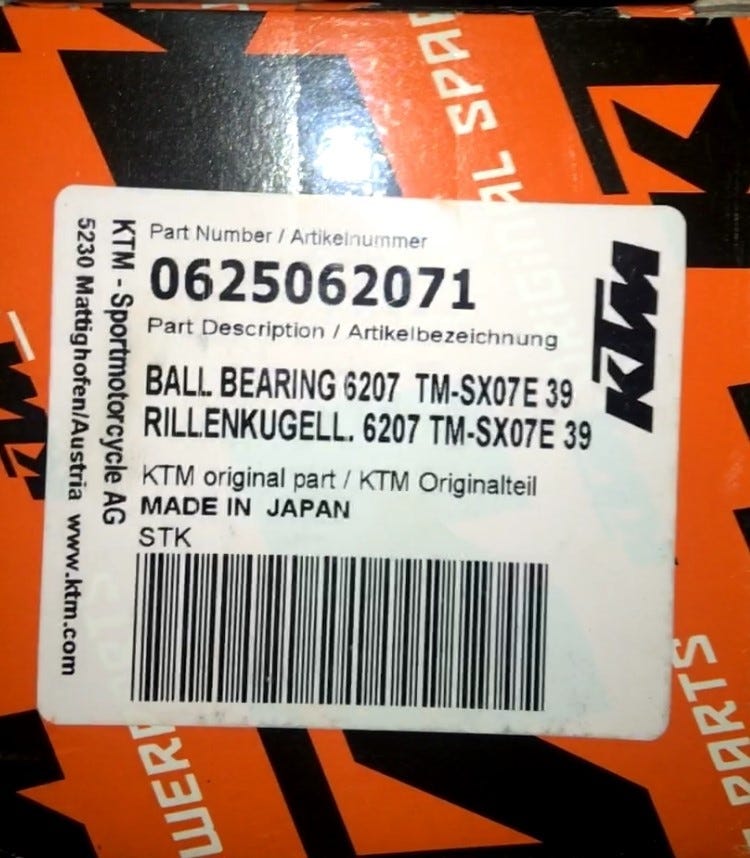 Part Number / Artikelnummer
0625062071
Part Description / Artikelbezeichnung
BALL BEARING 6207 TM-SX07E 39
RILLENKUGELL. 6207 TM-SX07E 39
KTM original part / KTM Originalteil
MADE IN JAPAN
STK
KTM - Sportmotorcycle AG
5230 Mattighofen/Austria www.ktm.com
KTM
PARTS